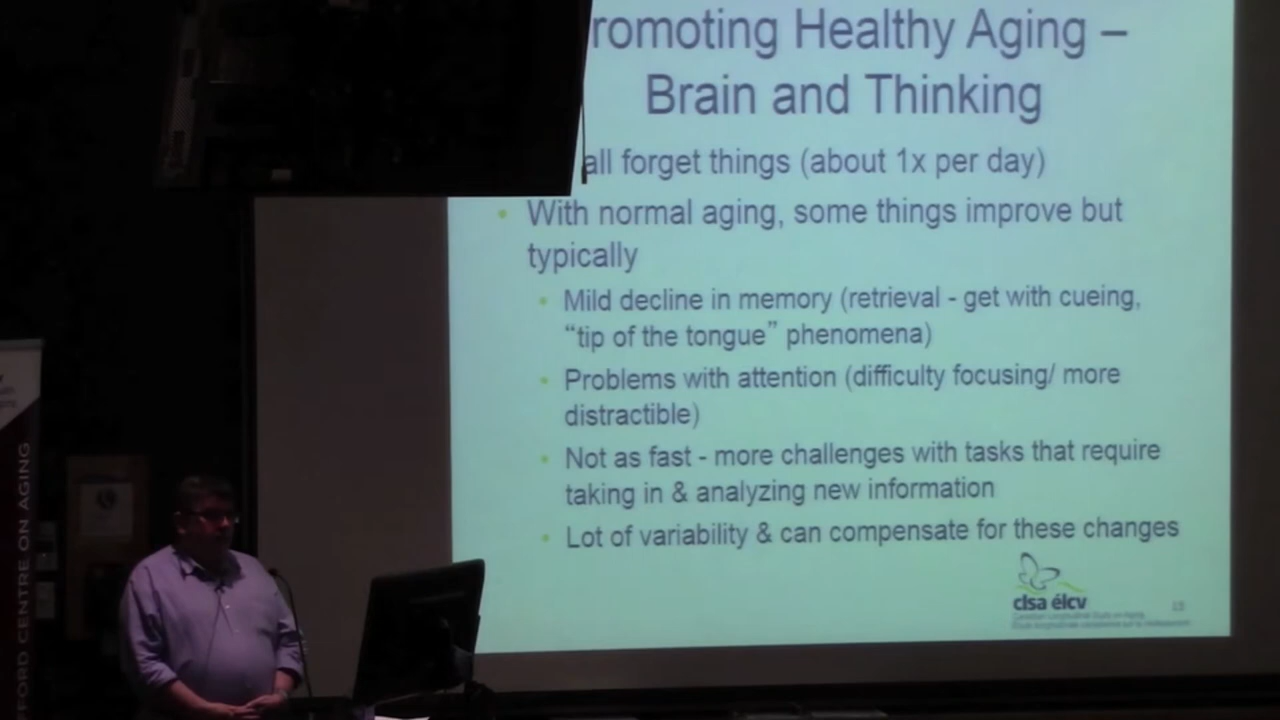 romoting Healthy Aging –
Brain and Thinking
all forget things (about 1x per day)
• With normal aging, some things improve but
typically
• Mild decline in memory (retrieval - get with cueing,
“tip of the tongue” phenomena)
• Problems with attention (difficulty focusing/ more
distractible)
• Not as fast - more challenges with tasks that require
taking in & analyzing new information
• Lot of variability & can compensate for these changes
clsa élcv
FFORD CENTRE ON AGING